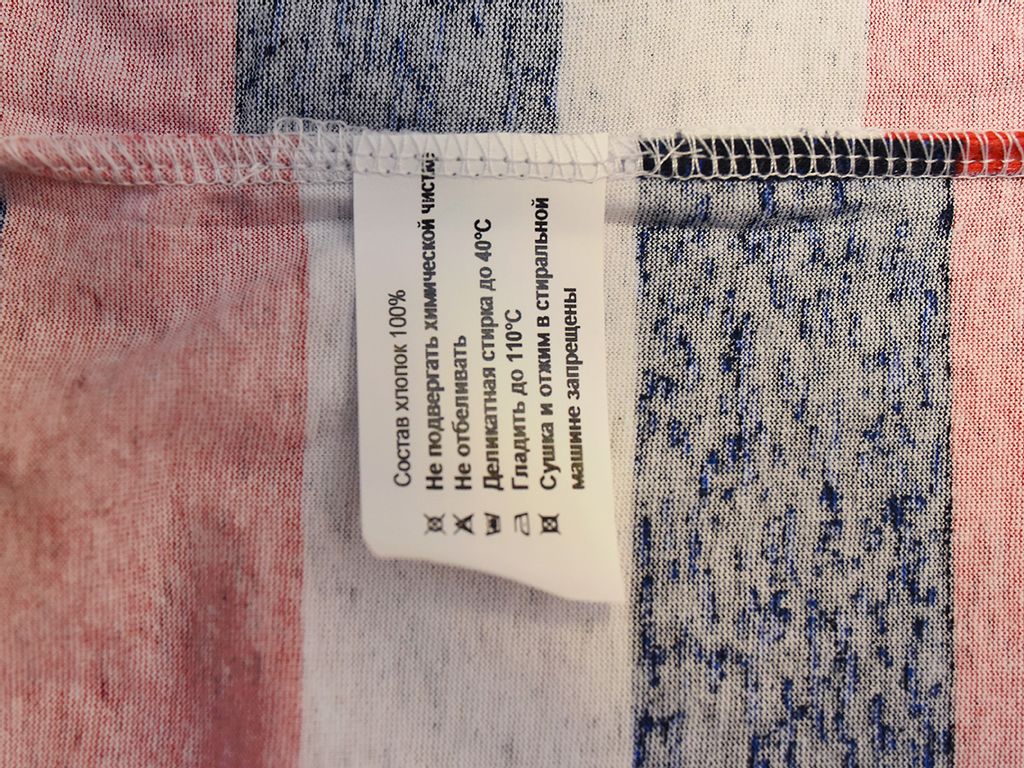 Состав хлопок 100%
Не подвергать химической чистке
Не отбеливать
Деликатная стирка до 40°С
Гладить до 110°С
Сушка и отжим в стиральной
машине запрещены